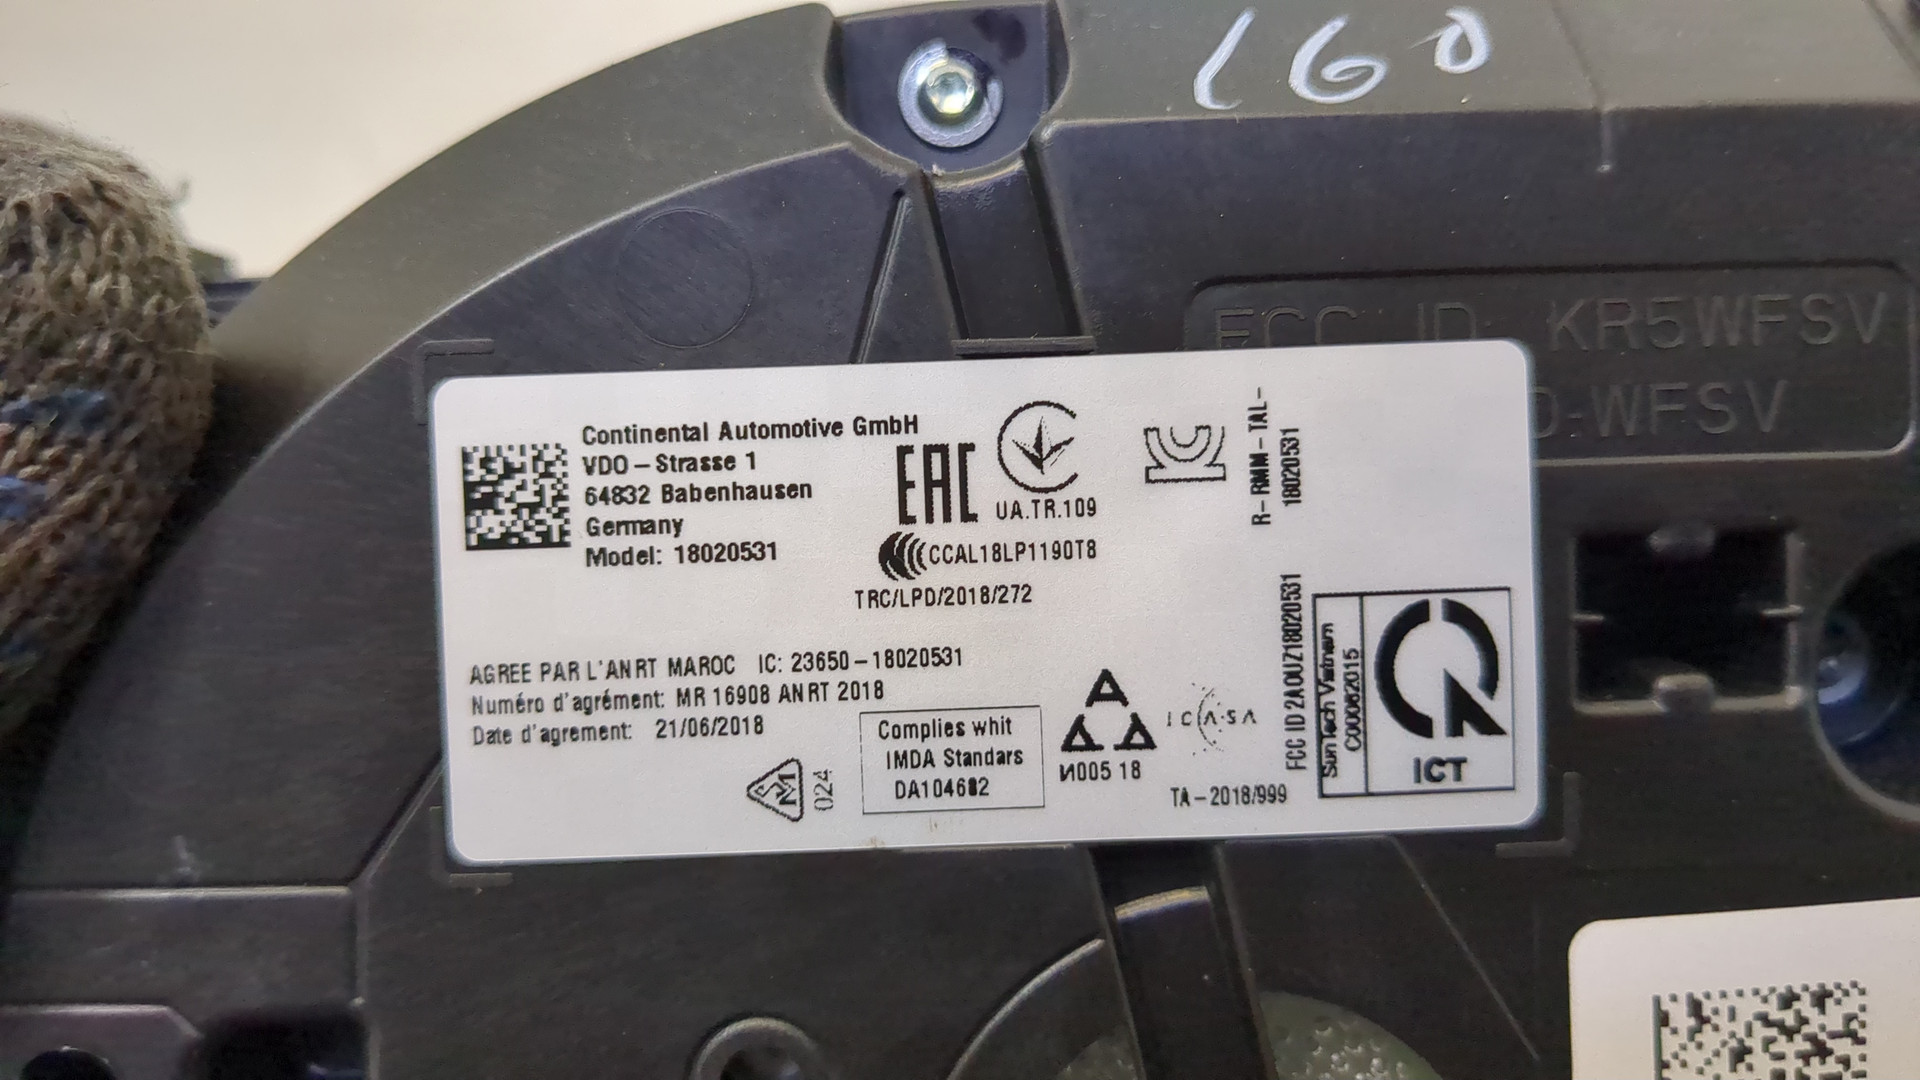 160
FCC ID: KR5WFSV
D-WFSV
Continental Automotive GmbH
VDO-Strasse 1
64832 Babenhausen
Germany
Model: 18020531
EAC
UA.TR.109
CCAL18LP1190T8
TRC/LPD/2018/272
R-RMM-TAL-
18020531
AGREE PAR L'ANRT MAROC IC: 23650-18020531
Numéro d'agrément: MR 16908 ANRT 2018
Date d'agrement: 21/06/2018
024
Complies whit
IMDA Standars
И005 18
ICASA
TA-2018/999
FCC ID 2AOUZ18020531
SunTech Vietnam
C00062015
ICT